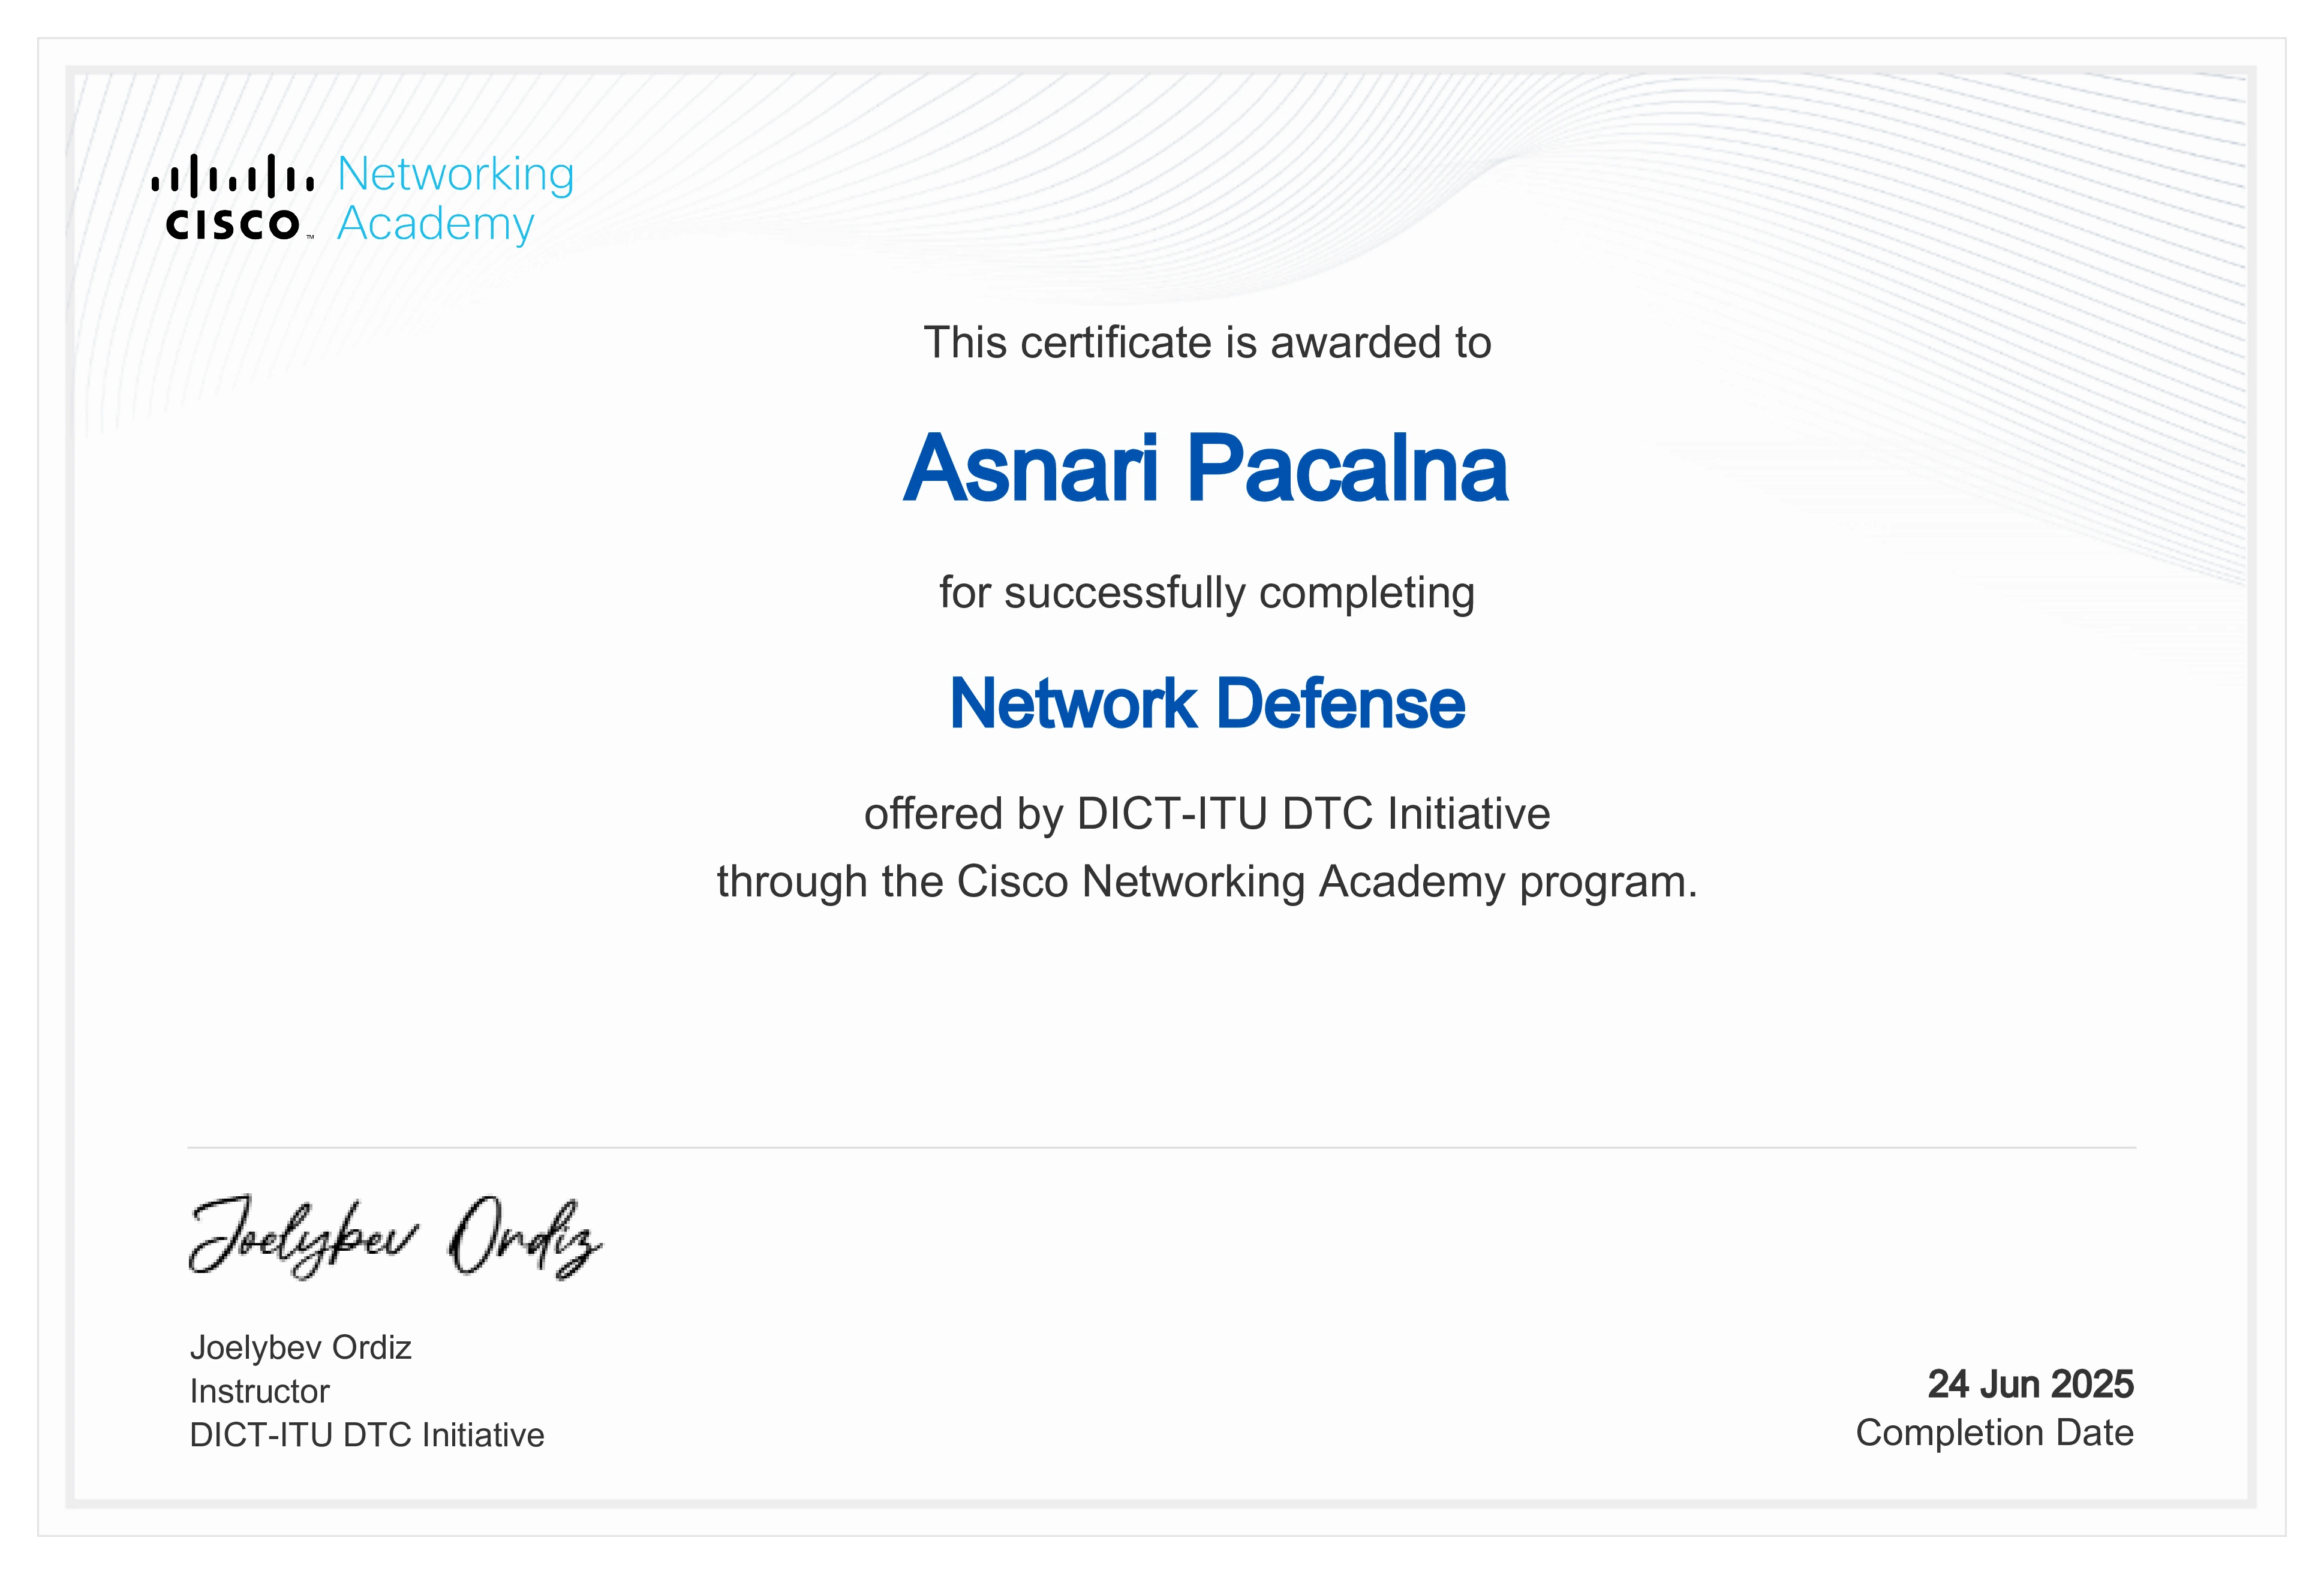 CISCO™ Networking Academy
This certificate is awarded to
Asnari Pacalna
for successfully completing
Network Defense
offered by DICT-ITU DTC Initiative
through the Cisco Networking Academy program.
Joelybev Ordiz
Joelybev Ordiz
Instructor
DICT-ITU DTC Initiative
24 Jun 2025
Completion Date